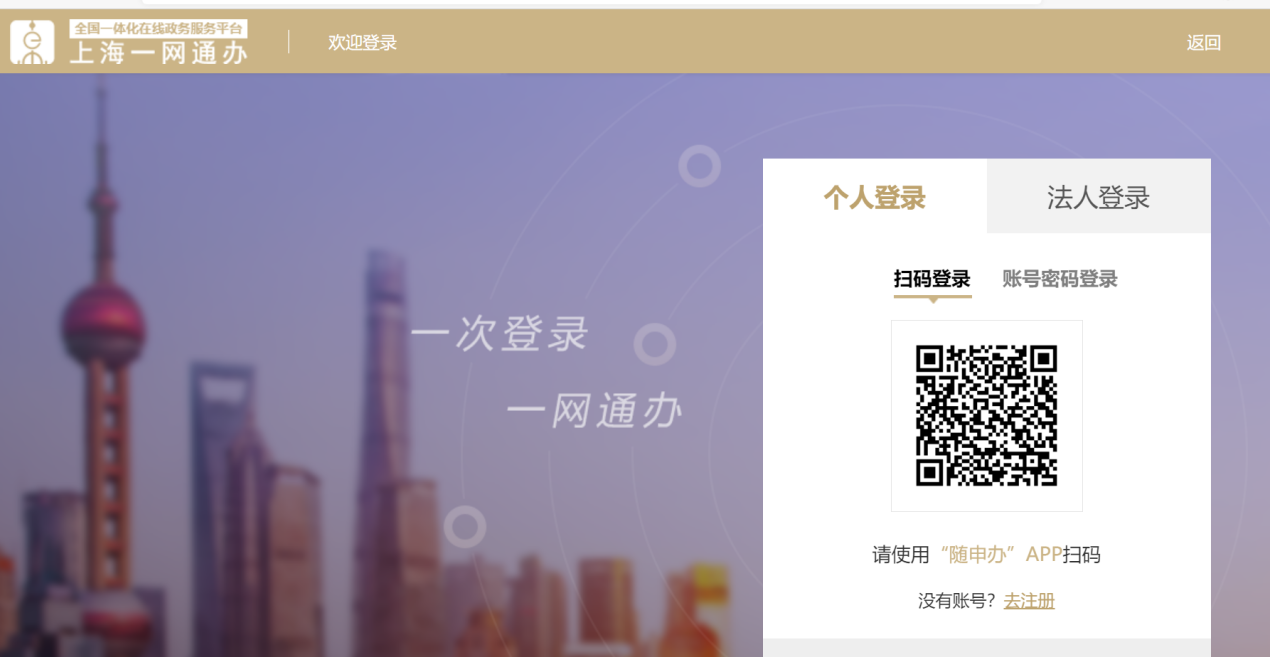 全国一体化在线政务服务平台
上海一网通办
欢迎登录
返回
一次登录
一网通办
个人登录
法人登录
扫码登录
账号密码登录
请使用“随申办”APP扫码
没有账号？去注册